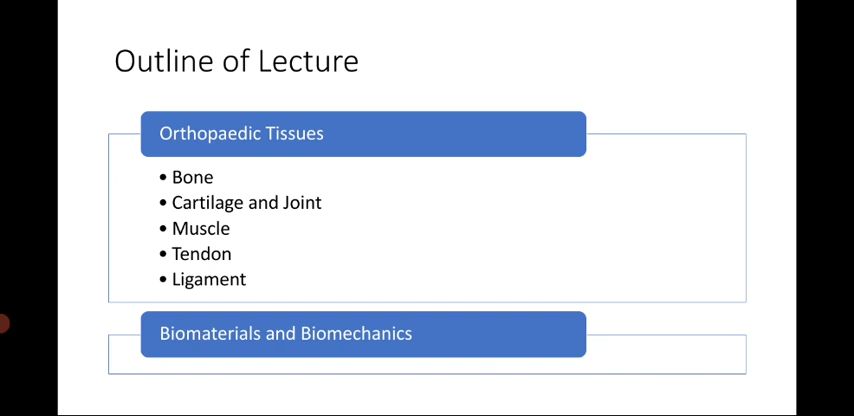 Outline of Lecture
Orthopaedic Tissues
• Bone
• Cartilage and Joint
• Muscle
• Tendon
• Ligament
Biomaterials and Biomechanics